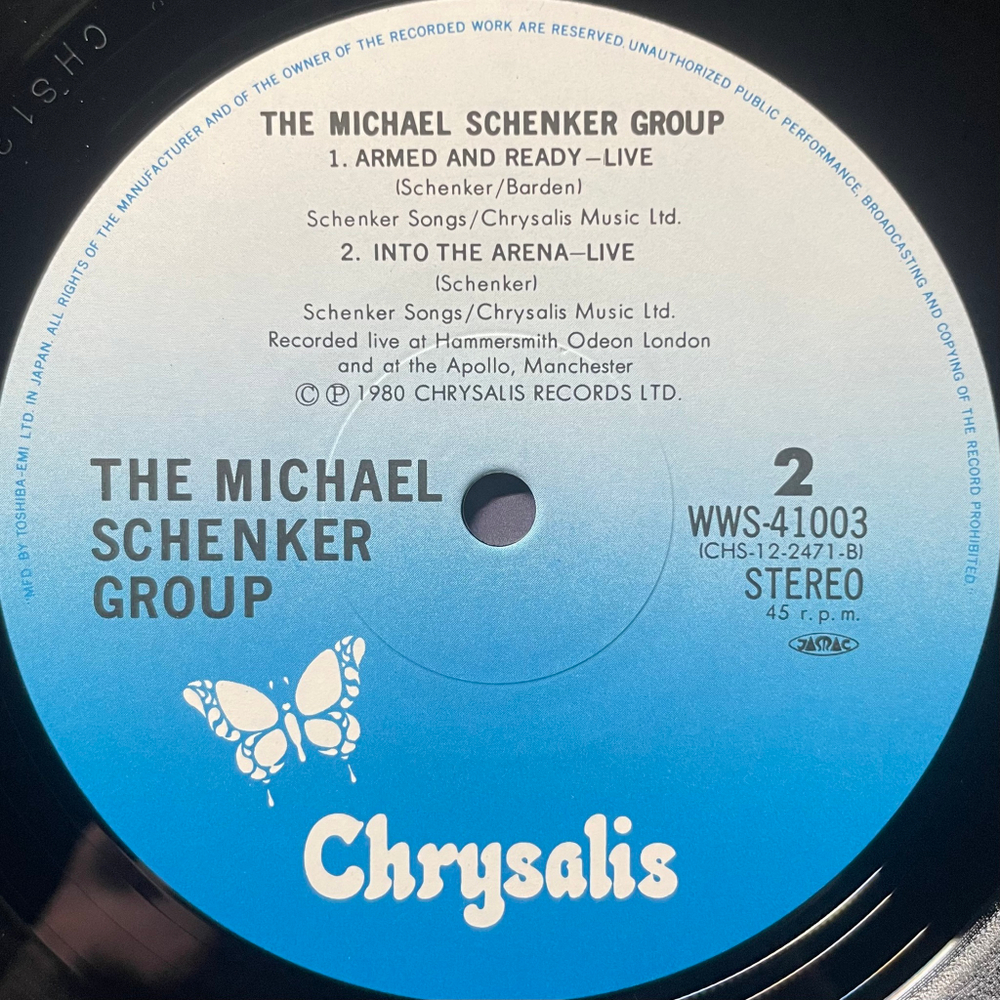 "MFD. BY TOSHIBA-EMI LTD. IN JAPAN. ALL RIGHTS OF THE MANUFACTURER AND OF THE OWNER OF THE RECORDED WORK ARE RESERVED. UNAUTHORIZED PUBLIC PERFORMANCE, BROADCASTING AND COPYING OF THE RECORD PROHIBITED."
THE MICHAEL SCHENKER GROUP
1. ARMED AND READY—LIVE
(Schenker/Barden)
Schenker Songs/Chrysalis Music Ltd.
2. INTO THE ARENA—LIVE
(Schenker)
Schenker Songs/Chrysalis Music Ltd.
Recorded live at Hammersmith Odeon London
and at the Apollo, Manchester
© ℗ 1980 CHRYSALIS RECORDS LTD.
THE MICHAEL
SCHENKER
GROUP
2
WWS-41003
(CHS-12-2471-B)
STEREO
45 r.p.m.
JASRAC
Chrysalis
CHS1